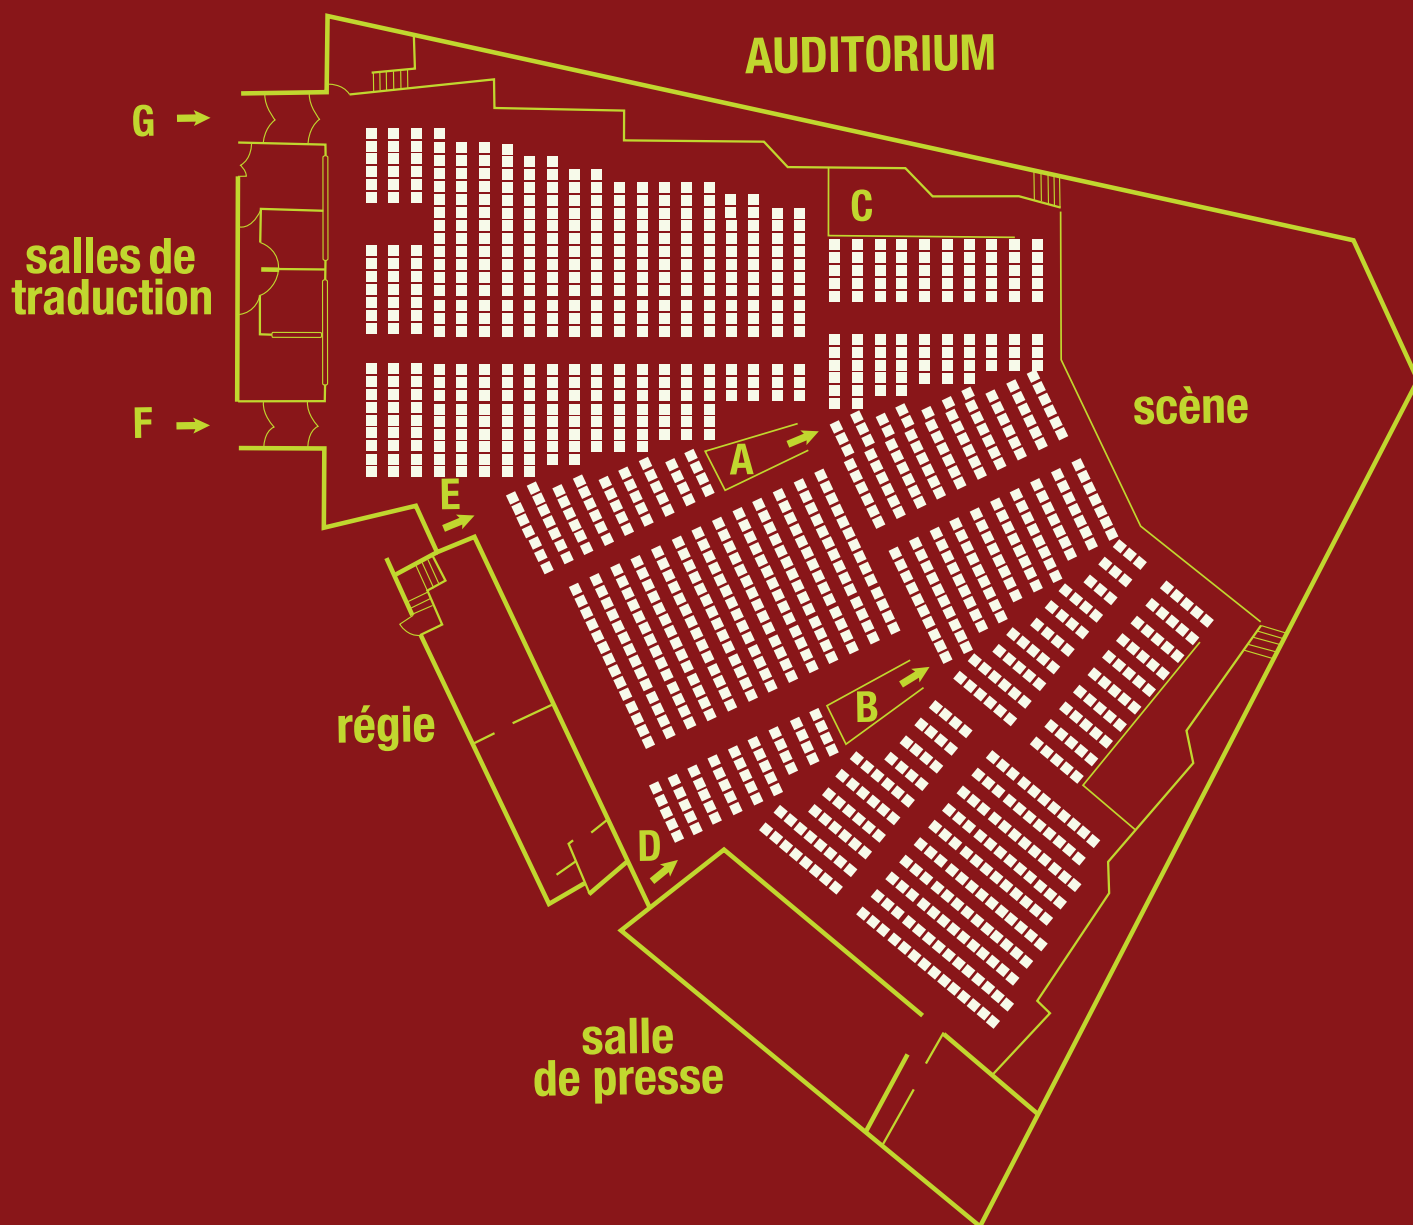 AUDITORIUM
G
C
salles de
traduction
scène
F
A
E
B
régie
D
salle
de presse